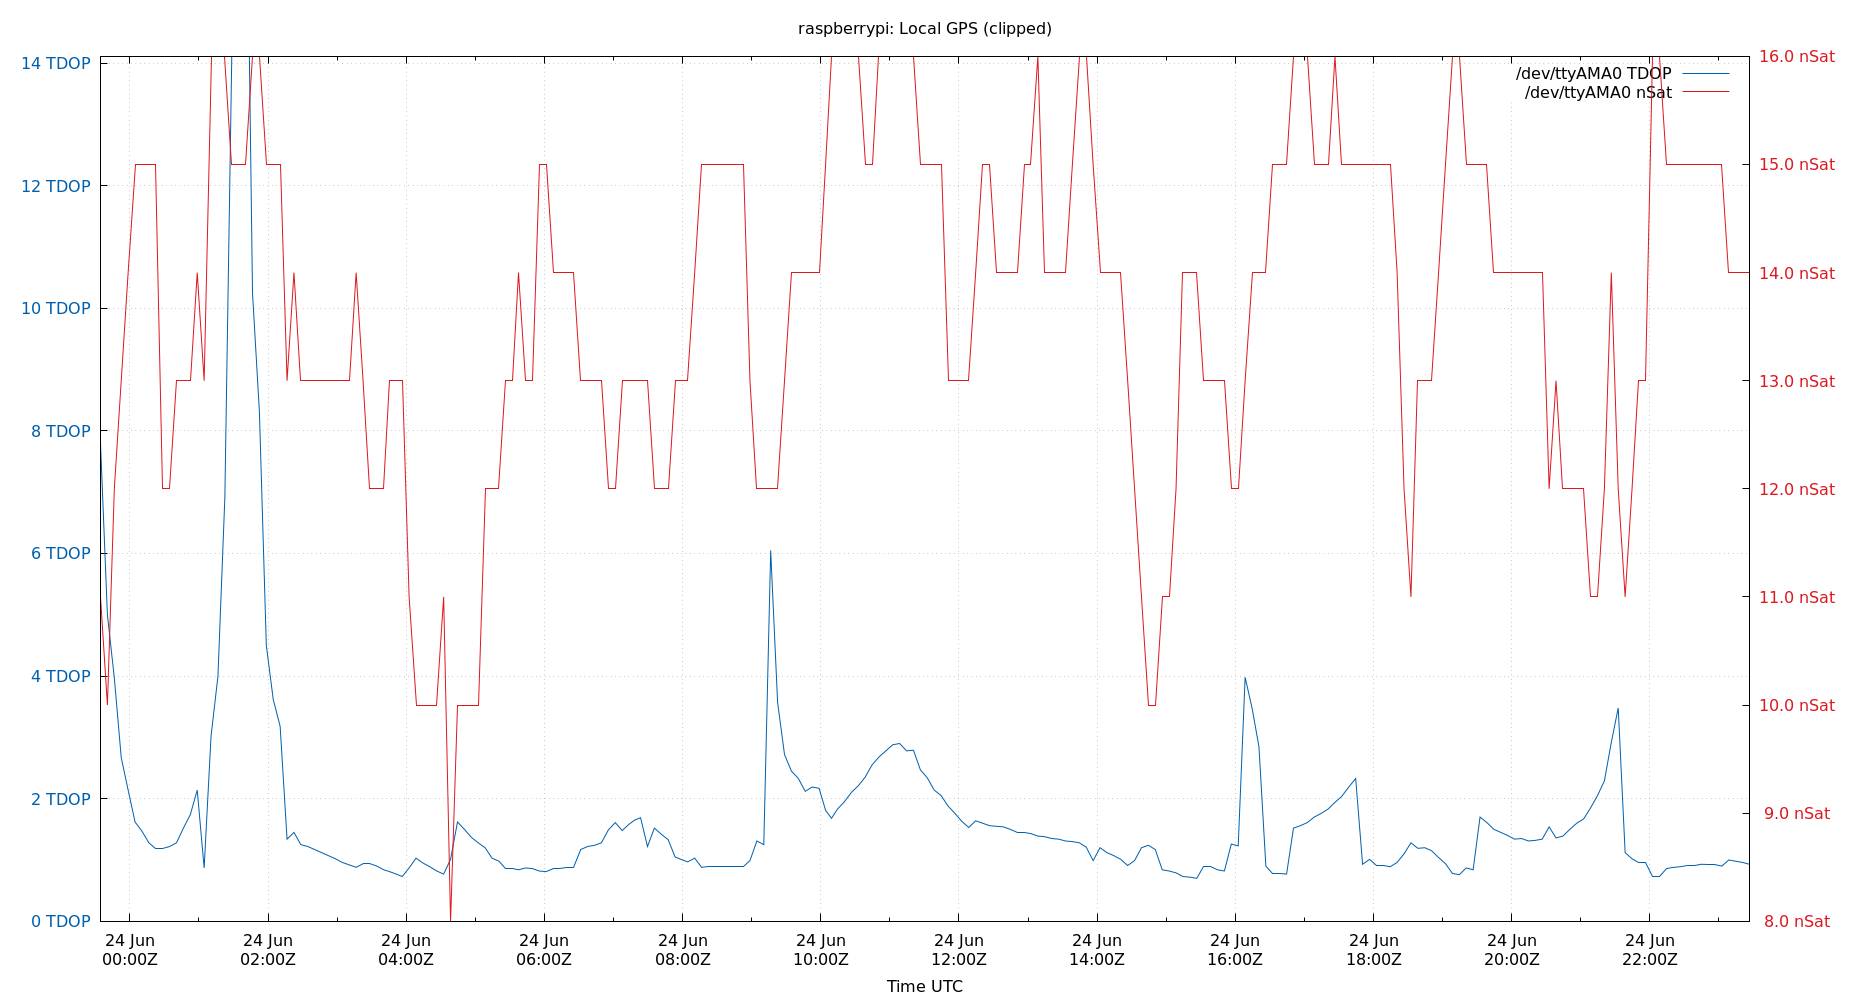 raspberrypi: Local GPS (clipped)
14 TDOP
12 TDOP
10 TDOP
8 TDOP
6 TDOP
4 TDOP
2 TDOP
0 TDOP
16.0 nSat
15.0 nSat
14.0 nSat
13.0 nSat
12.0 nSat
11.0 nSat
10.0 nSat
9.0 nSat
8.0 nSat
/dev/ttyAMA0 TDOP
/dev/ttyAMA0 nSat
24 Jun 24 Jun 24 Jun 24 Jun 24 Jun 24 Jun 24 Jun 24 Jun 24 Jun 24 Jun 24 Jun 24 Jun
00:00Z 02:00Z 04:00Z 06:00Z 08:00Z 10:00Z 12:00Z 14:00Z 16:00Z 18:00Z 20:00Z 22:00Z
Time UTC